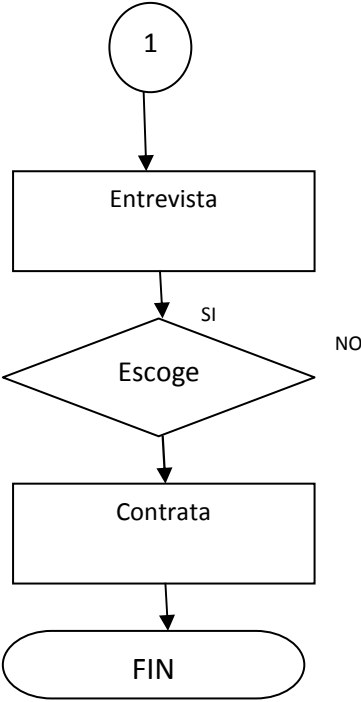 1
Entrevista
SI
NO
Escoge
Contrata
FIN